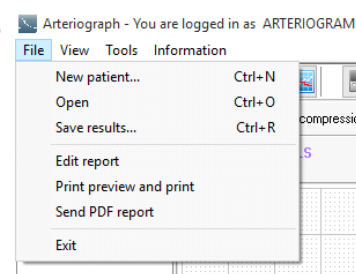 Arteriograph - You are logged in as ARTERIOGRAM
File View Tools Information
New patient... Ctrl+N
Open Ctrl+O
Save results... Ctrl+R
Edit report
Print preview and print
Send PDF report
Exit